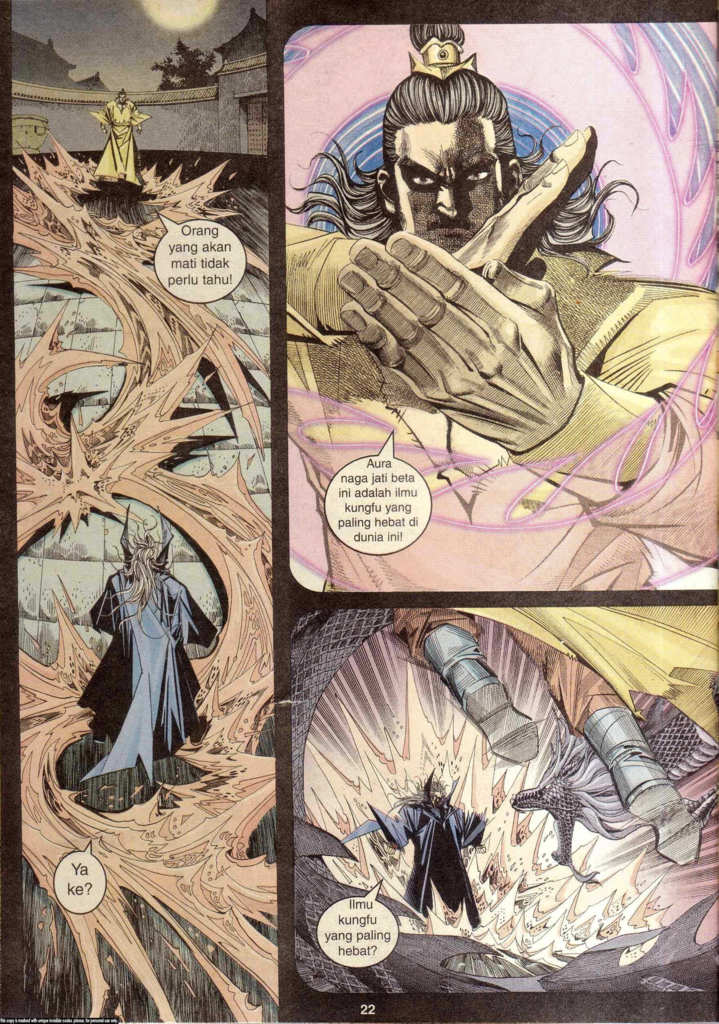 Orang
yang akan
mati tidak
perlu tahu!
Ya
ke?
Aura
naga jati beta
ini adalah ilmu
kungfu yang
paling hebat di
dunia ini!
Ilmu
kungfu
yang paling
hebat?
22